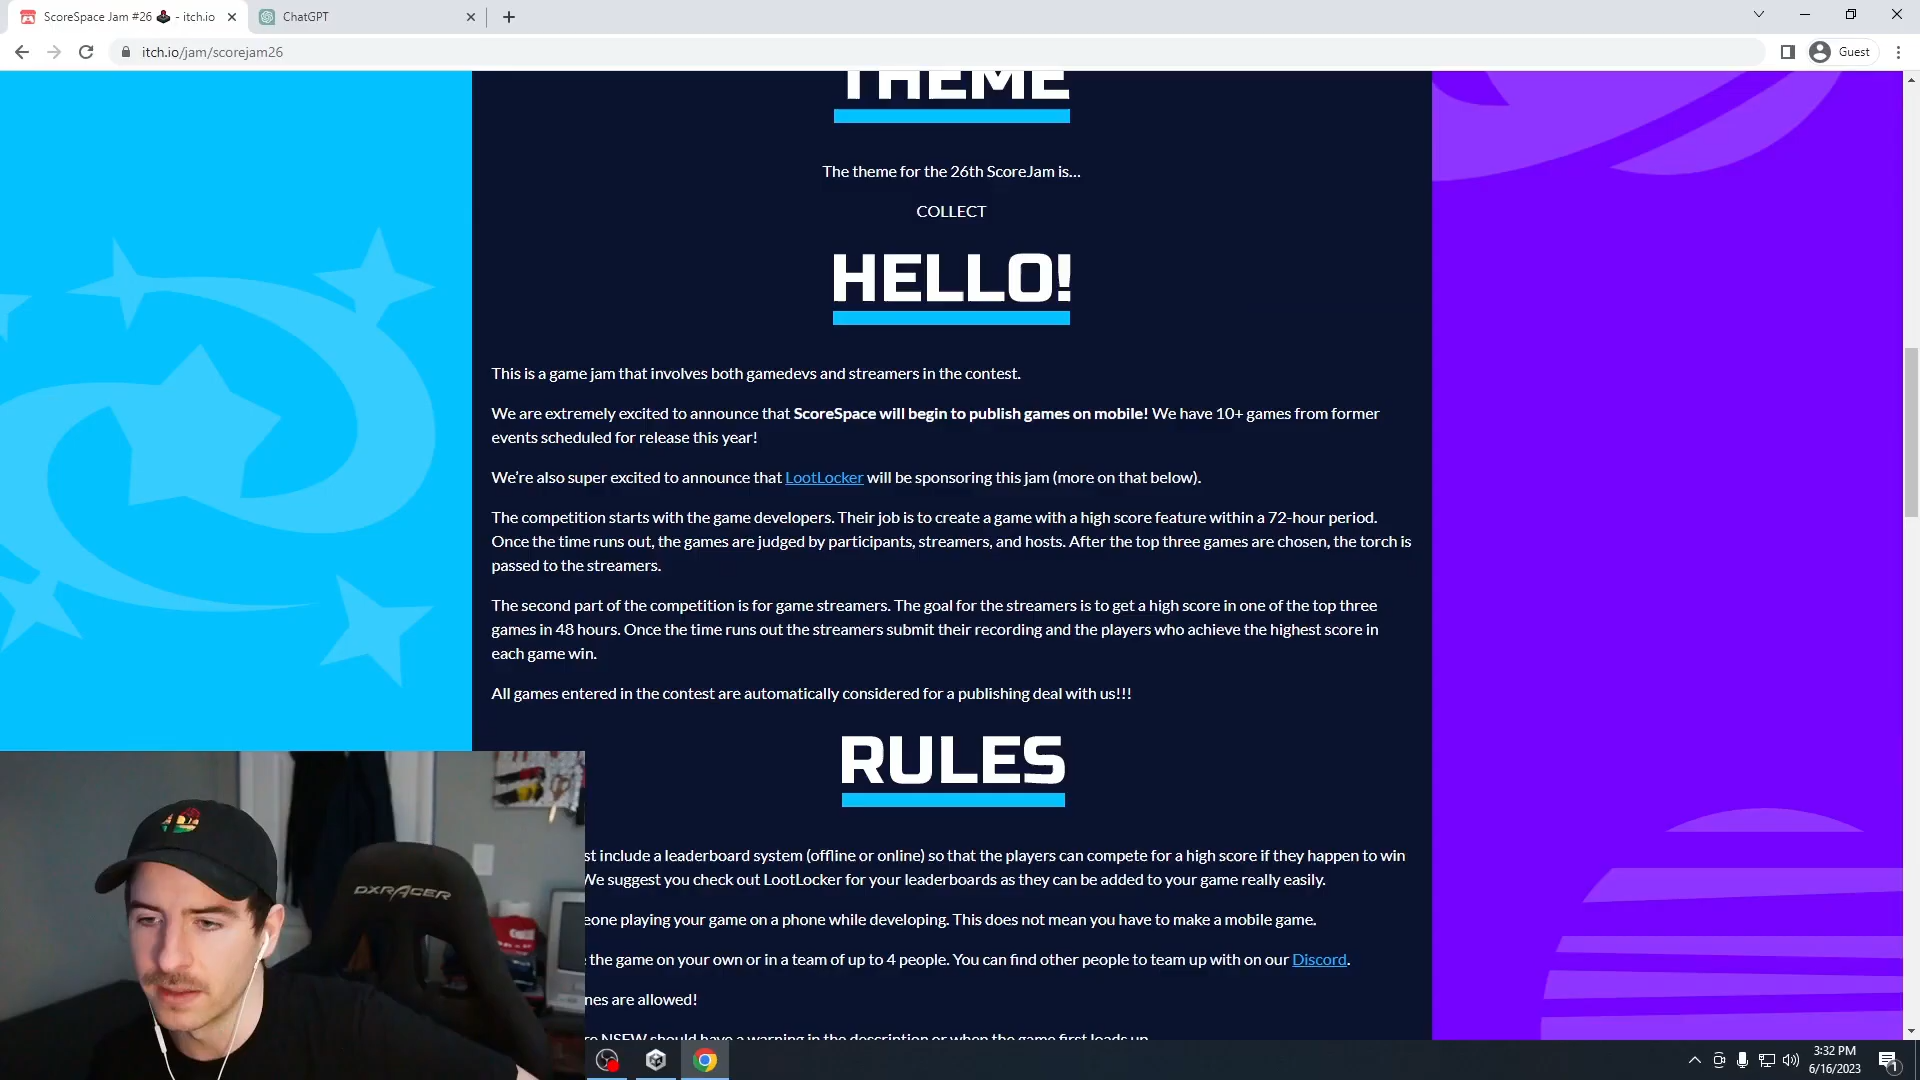 ScoreSpace Jam #26 🕹️ - itch.io
ChatGPT
itch.io/jam/scorejam26
Guest
THEME
The theme for the 26th ScoreJam is...
COLLECT
HELLO!
This is a game jam that involves both gamedevs and streamers in the contest.
We are extremely excited to announce that ScoreSpace will begin to publish games on mobile! We have 10+ games from former
events scheduled for release this year!
We're also super excited to announce that LootLocker will be sponsoring this jam (more on that below).
The competition starts with the game developers. Their job is to create a game with a high score feature within a 72-hour period.
Once the time runs out, the games are judged by participants, streamers, and hosts. After the top three games are chosen, the torch is
passed to the streamers.
The second part of the competition is for game streamers. The goal for the streamers is to get a high score in one of the top three
games in 48 hours. Once the time runs out the streamers submit their recording and the players who achieve the highest score in
each game win.
All games entered in the contest are automatically considered for a publishing deal with us!!!
RULES
st include a leaderboard system (offline or online) so that the players can compete for a high score if they happen to win
We suggest you check out LootLocker for your leaderboards as they can be added to your game really easily.
eone playing your game on a phone while developing. This does not mean you have to make a mobile game.
the game on your own or in a team of up to 4 people. You can find other people to team up with on our Discord.
nes are allowed!
re NSFW should have a warning in the description or when the game first loads up
DXRACER
3:32 PM
6/16/2023
1